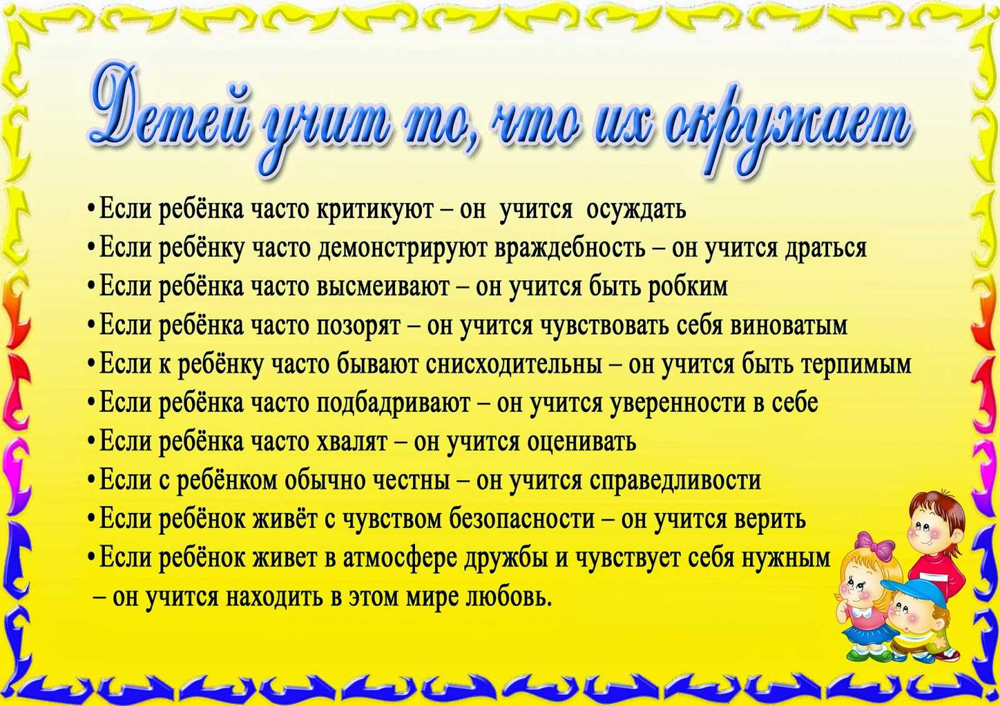 Детей учит то, что их окружает
•Если ребёнка часто критикуют – он учится осуждать
•Если ребёнку часто демонстрируют враждебность – он учится драться
•Если ребёнка часто высмеивают – он учится быть робким
•Если ребёнка часто позорят – он учится чувствовать себя виноватым
•Если к ребёнку часто бывают снисходительны – он учится быть терпимым
•Если ребёнка часто подбадривают – он учится уверенности в себе
•Если ребёнка часто хвалят – он учится оценивать
•Если с ребёнком обычно честны – он учится справедливости
•Если ребёнок живёт с чувством безопасности – он учится верить
•Если ребёнок живет в атмосфере дружбы и чувствует себя нужным
– он учится находить в этом мире любовь.